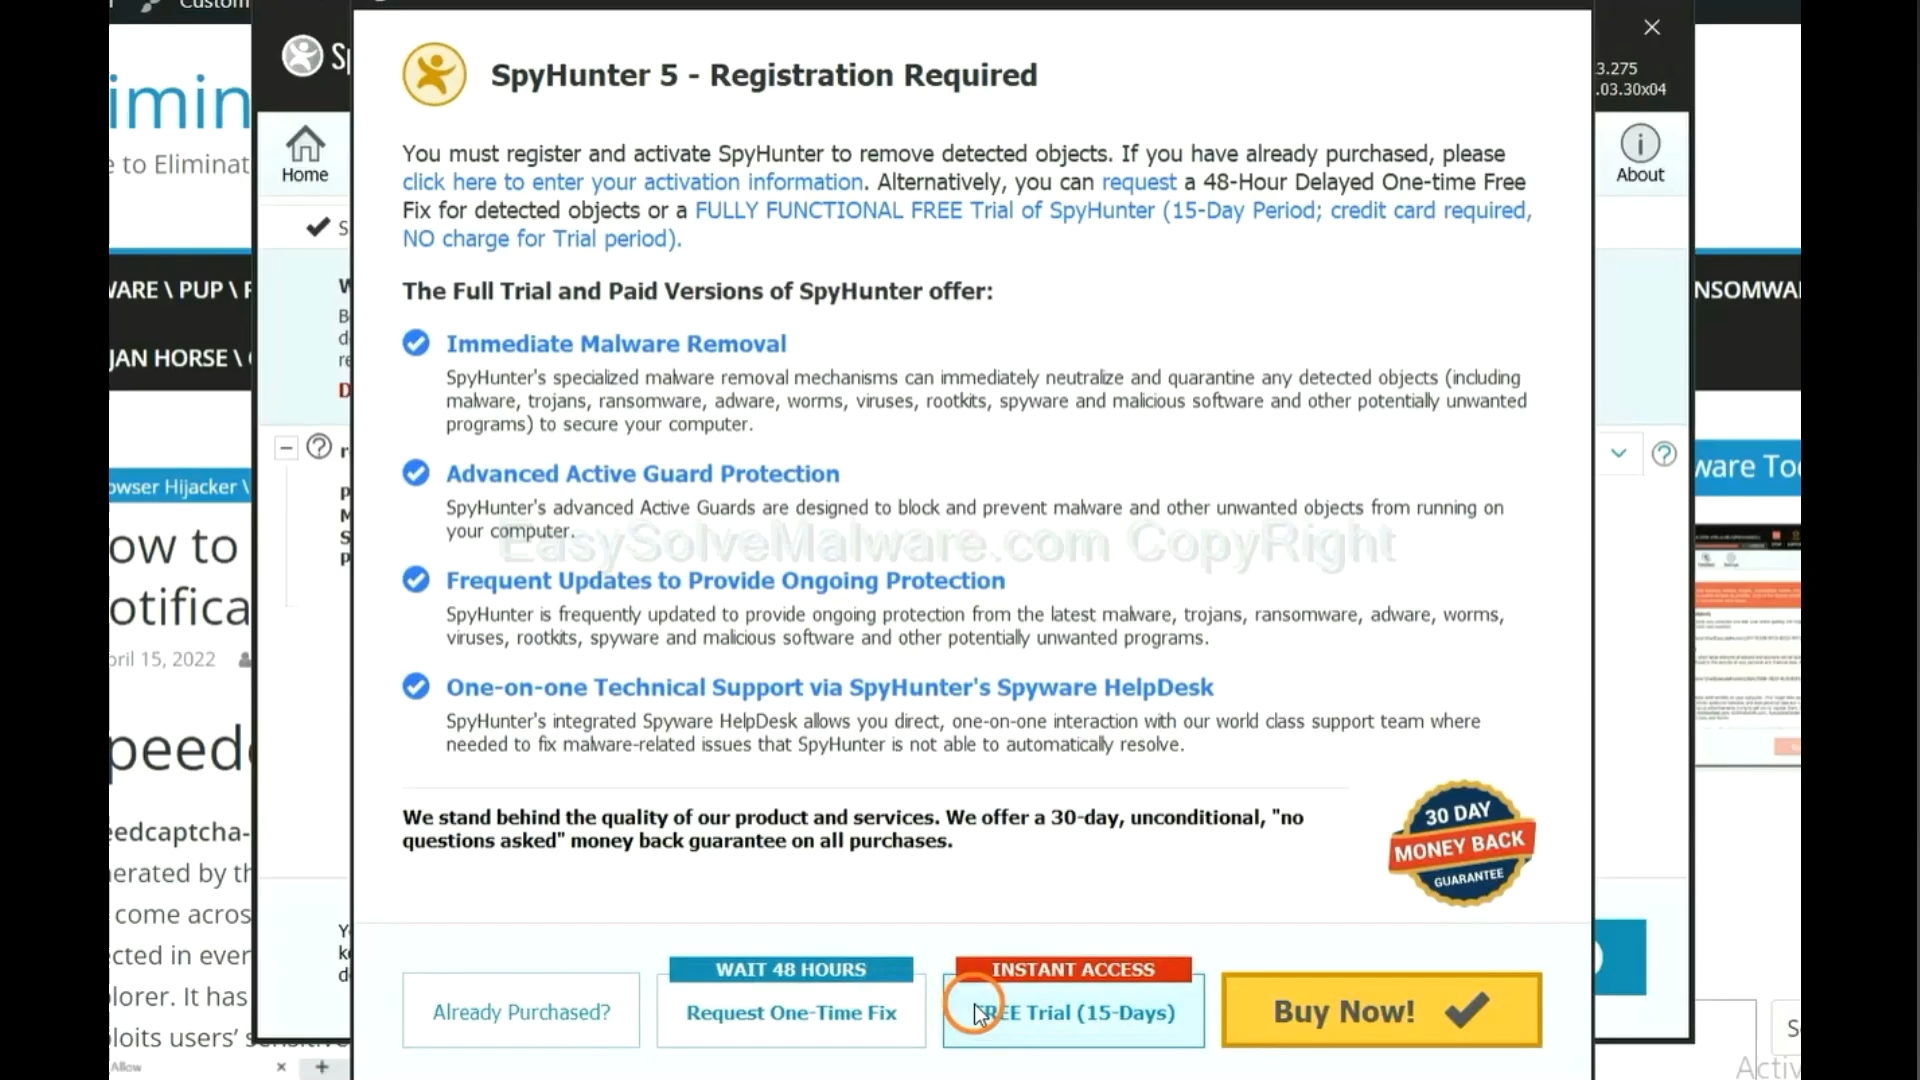 Custom
Sp
3.275
.03.30x04
imin
e to Eliminat
Home
About
WARE \ PUP \
NSOMWA
JAN HORSE \
owser Hijacker \
ware To
ow to
otifica
pril 15, 2022
peed
eedcaptcha-
nerated by th
come acros
cted in ever
plorer. It has
ploits users’ sensitive
Allow
SpyHunter 5 - Registration Required
You must register and activate SpyHunter to remove detected objects. If you have already purchased, please
click here to enter your activation information. Alternatively, you can request a 48-Hour Delayed One-time Free
Fix for detected objects or a FULLY FUNCTIONAL FREE Trial of SpyHunter (15-Day Period; credit card required,
NO charge for Trial period).
The Full Trial and Paid Versions of SpyHunter offer:
Immediate Malware Removal
SpyHunter's specialized malware removal mechanisms can immediately neutralize and quarantine any detected objects (including
malware, trojans, ransomware, adware, worms, viruses, rootkits, spyware and malicious software and other potentially unwanted
programs) to secure your computer.
Advanced Active Guard Protection
SpyHunter's advanced Active Guards are designed to block and prevent malware and other unwanted objects from running on
your computer.
EasySolveMalware.com CopyRight
Frequent Updates to Provide Ongoing Protection
SpyHunter is frequently updated to provide ongoing protection from the latest malware, trojans, ransomware, adware, worms,
viruses, rootkits, spyware and malicious software and other potentially unwanted programs.
One-on-one Technical Support via SpyHunter's Spyware HelpDesk
SpyHunter's integrated Spyware HelpDesk allows you direct, one-on-one interaction with our world class support team where
needed to fix malware-related issues that SpyHunter is not able to automatically resolve.
We stand behind the quality of our product and services. We offer a 30-day, unconditional, "no
questions asked" money back guarantee on all purchases.
30 DAY
MONEY BACK
GUARANTEE
WAIT 48 HOURS
INSTANT ACCESS
Already Purchased?
Request One-Time Fix
FREE Trial (15-Days)
Buy Now!
Activ